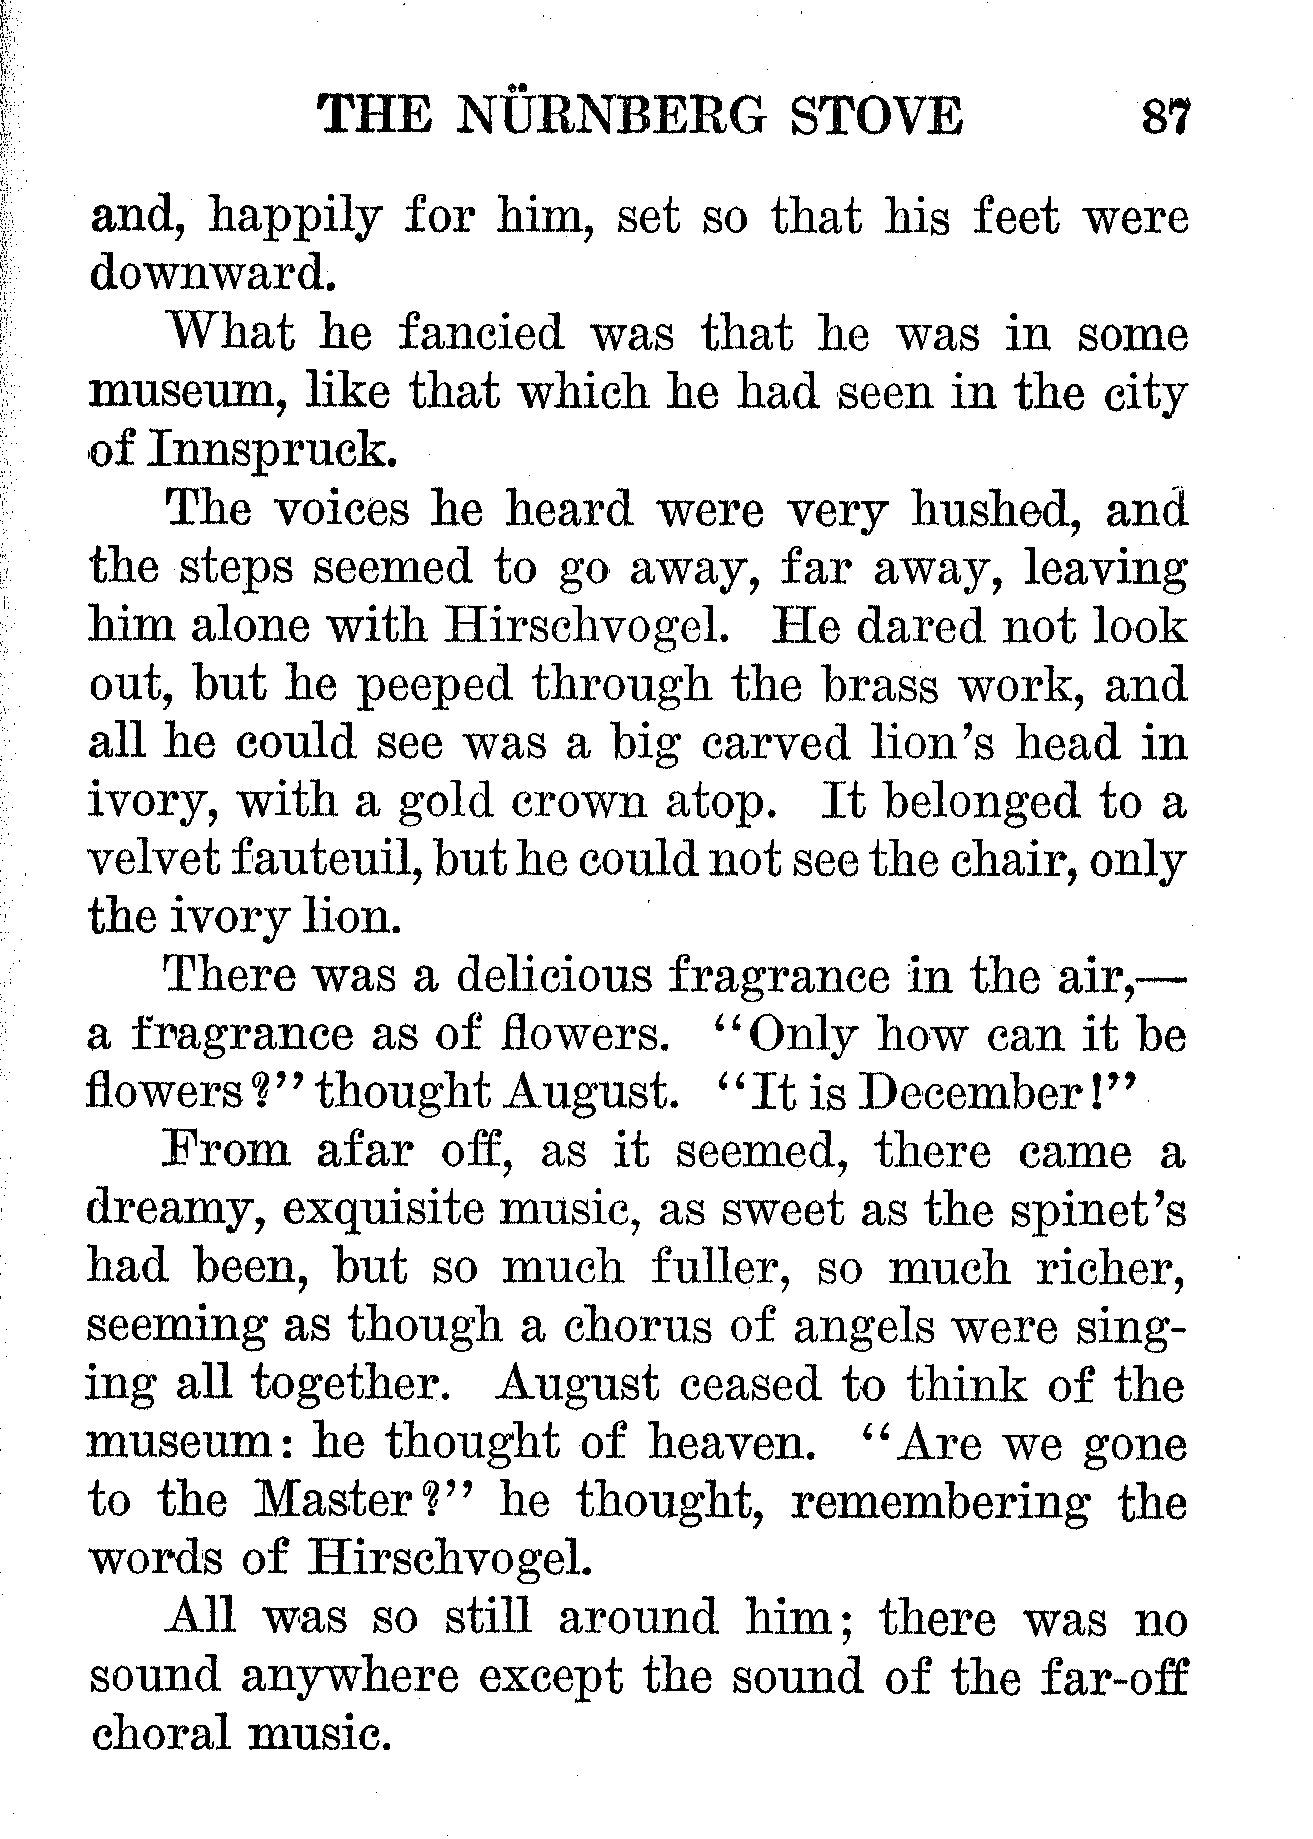 THE NÜRNBERG STOVE 87
and, happily for him, set so that his feet were
downward.
What he fancied was that he was in some
museum, like that which he had seen in the city
of Innspruck.
The voices he heard were very hushed, and
the steps seemed to go away, far away, leaving
him alone with Hirschvogel. He dared not look
out, but he peeped through the brass work, and
all he could see was a big carved lion's head in
ivory, with a gold crown atop. It belonged to a
velvet fauteuil, but he could not see the chair, only
the ivory lion.
There was a delicious fragrance in the air,—
a fragrance as of flowers. "Only how can it be
flowers?" thought August. "It is December!"
From afar off, as it seemed, there came a
dreamy, exquisite music, as sweet as the spinet's
had been, but so much fuller, so much richer,
seeming as though a chorus of angels were sing-
ing all together. August ceased to think of the
museum: he thought of heaven. "Are we gone
to the Master?" he thought, remembering the
words of Hirschvogel.
All was so still around him; there was no
sound anywhere except the sound of the far-off
choral music.